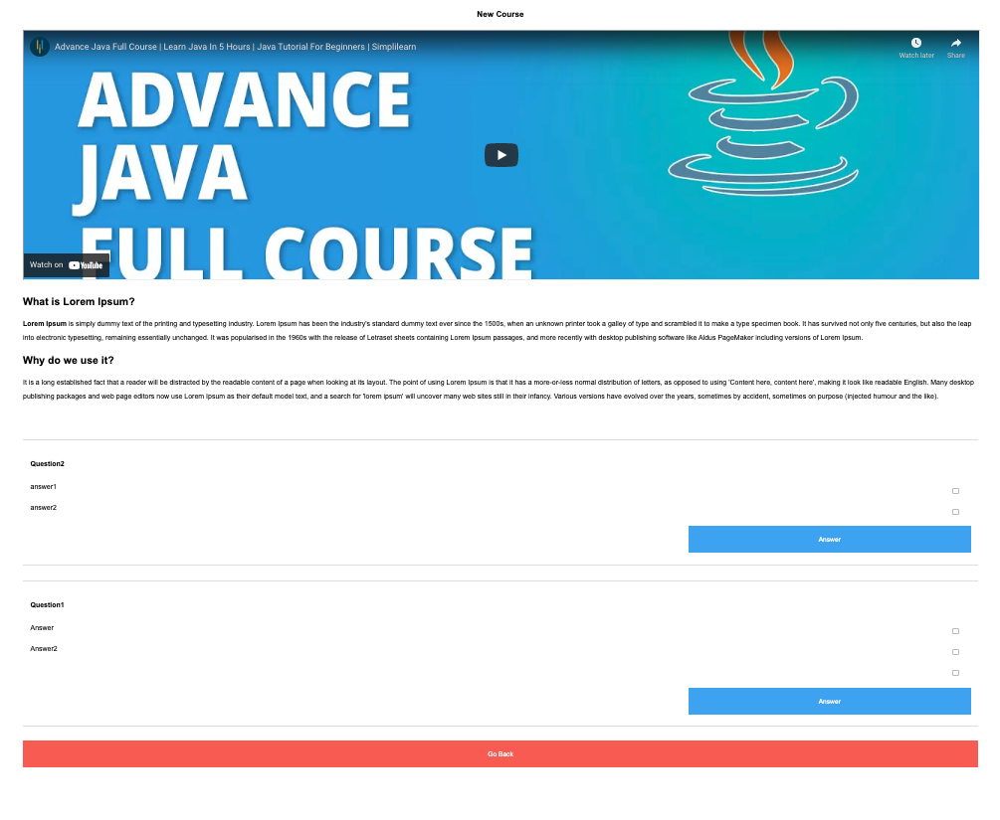 New Course
Advance Java Full Course | Learn Java In 5 Hours | Java Tutorial For Beginners | Simplilearn
Watch later
Share
ADVANCE
JAVA
FULL COURSE
Watch on YouTube
What is Lorem Ipsum?
Lorem Ipsum is simply dummy text of the printing and typesetting industry. Lorem Ipsum has been the industry's standard dummy text ever since the 1500s, when an unknown printer took a galley of type and scrambled it to make a type specimen book. It has survived not only five centuries, but also the leap
into electronic typesetting, remaining essentially unchanged. It was popularised in the 1960s with the release of Letraset sheets containing Lorem Ipsum passages, and more recently with desktop publishing software like Aldus PageMaker including versions of Lorem Ipsum.
Why do we use it?
It is a long established fact that a reader will be distracted by the readable content of a page when looking at its layout. The point of using Lorem Ipsum is that it has a more-or-less normal distribution of letters, as opposed to using 'Content here, content here', making it look like readable English. Many desktop
publishing packages and web page editors now use Lorem Ipsum as their default model text, and a search for 'lorem ipsum' will uncover many web sites still in their infancy. Various versions have evolved over the years, sometimes by accident, sometimes on purpose (injected humour and the like).
Question2
answer1
answer2
Answer
Question1
Answer
Answer2
Answer
Go Back